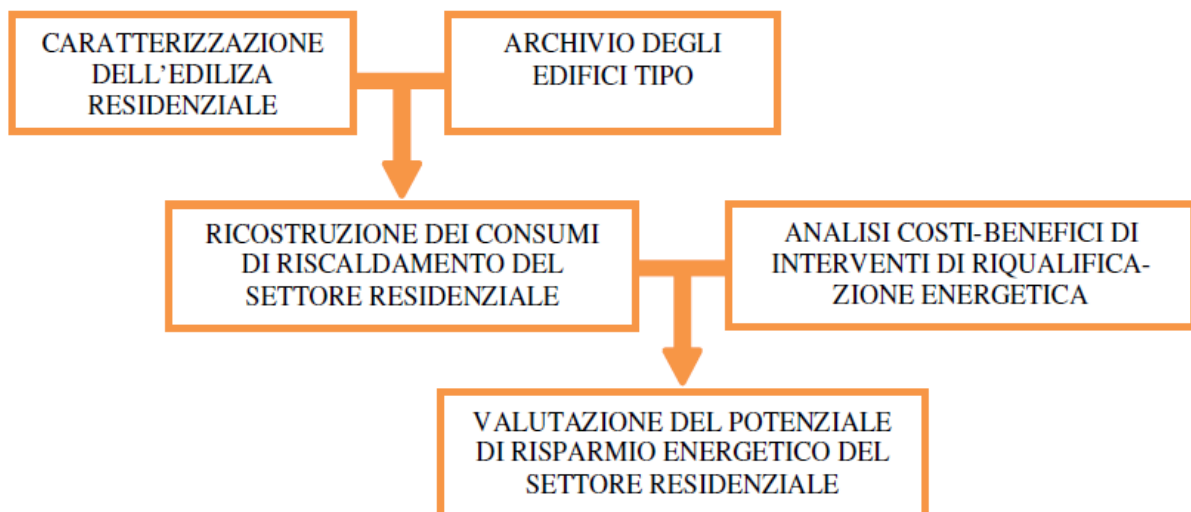 CARATTERIZZAZIONE
DELL'EDILIZA
RESIDENZIALE
ARCHIVIO DEGLI
EDIFICI TIPO
RICOSTRUZIONE DEI CONSUMI
DI RISCALDAMENTO DEL
SETTORE RESIDENZIALE
ANALISI COSTI-BENEFICI DI
INTERVENTI DI RIQUALIFICA-
ZIONE ENERGETICA
VALUTAZIONE DEL POTENZIALE
DI RISPARMIO ENERGETICO DEL
SETTORE RESIDENZIALE